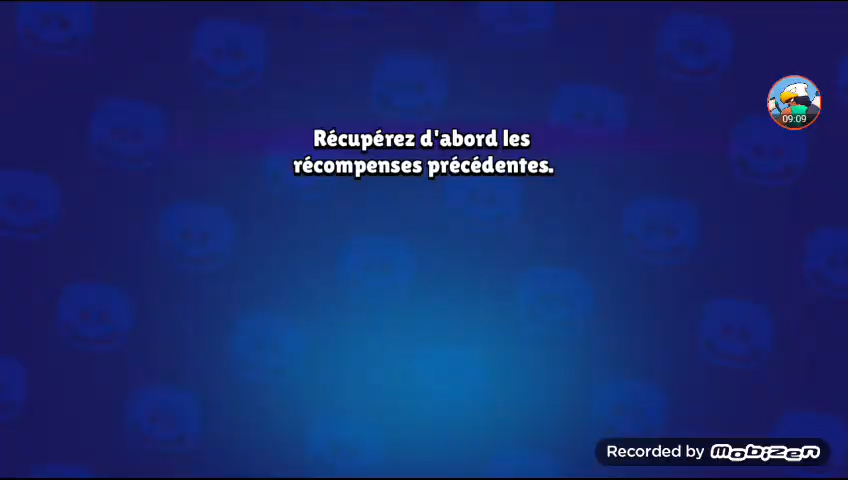 Récupérez d'abord les
récompenses précédentes.
09:09
Recorded by mobizen